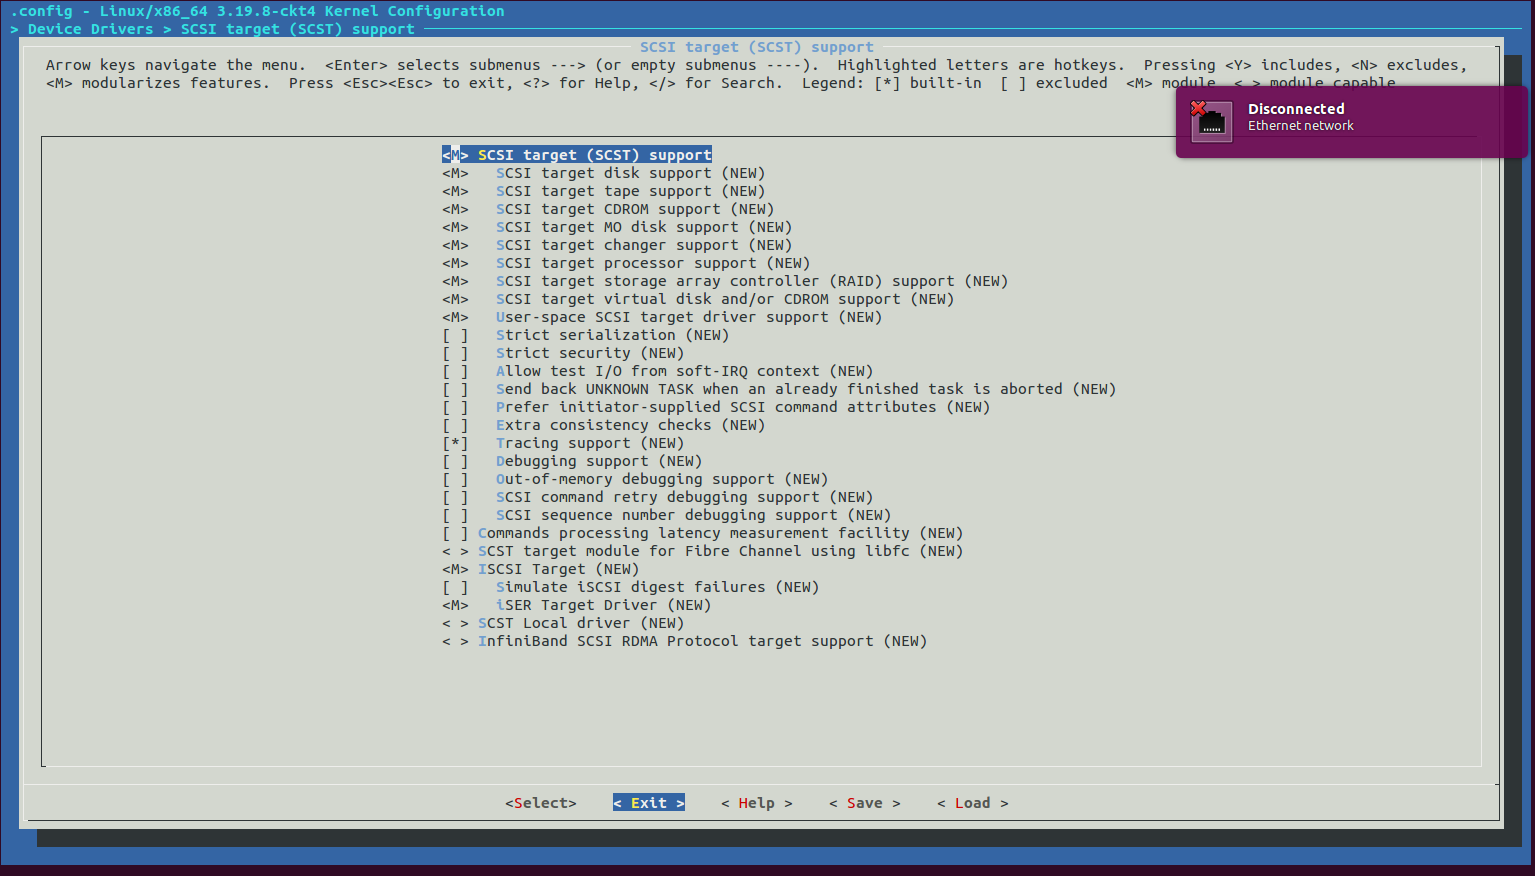 .config - Linux/x86_64 3.19.8-ckt4 Kernel Configuration
> Device Drivers > SCSI target (SCST) support
SCSI target (SCST) support
Arrow keys navigate the menu.  <Enter> selects submenus ---> (or empty submenus ----).  Highlighted letters are hotkeys.  Pressing <Y> includes, <N> excludes,
<M> modularizes features.  Press <Esc><Esc> to exit, <?> for Help, </> for Search.  Legend: [*] built-in  [ ] excluded  <M> module  < > module capable
Disconnected
Ethernet network
<M> SCSI target (SCST) support
<M>   SCSI target disk support (NEW)
<M>   SCSI target tape support (NEW)
<M>   SCSI target CDROM support (NEW)
<M>   SCSI target MO disk support (NEW)
<M>   SCSI target changer support (NEW)
<M>   SCSI target processor support (NEW)
<M>   SCSI target storage array controller (RAID) support (NEW)
<M>   SCSI target virtual disk and/or CDROM support (NEW)
<M>   User-space SCSI target driver support (NEW)
[ ]   Strict serialization (NEW)
[ ]   Strict security (NEW)
[ ]   Allow test I/O from soft-IRQ context (NEW)
[ ]   Send back UNKNOWN TASK when an already finished task is aborted (NEW)
[ ]   Prefer initiator-supplied SCSI command attributes (NEW)
[ ]   Extra consistency checks (NEW)
[*]   Tracing support (NEW)
[ ]   Debugging support (NEW)
[ ]   Out-of-memory debugging support (NEW)
[ ]   SCSI command retry debugging support (NEW)
[ ]   SCSI sequence number debugging support (NEW)
[ ] Commands processing latency measurement facility (NEW)
< > SCST target module for Fibre Channel using libfc (NEW)
<M> ISCSI Target (NEW)
[ ]   Simulate iSCSI digest failures (NEW)
<M>   iSER Target Driver (NEW)
< > SCST Local driver (NEW)
< > InfiniBand SCSI RDMA Protocol target support (NEW)
<Select>    < Exit >    < Help >    < Save >    < Load >